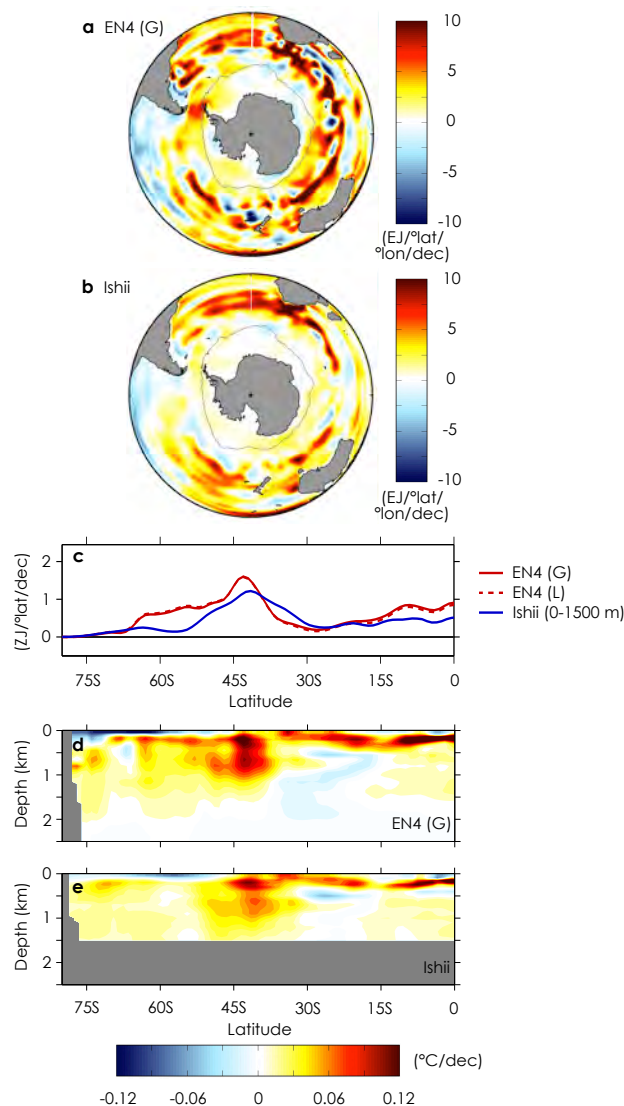 a EN4 (G)
10
5
0
-5
-10
(EJ/°lat/
°lon/dec)
b Ishii
10
5
0
-5
-10
(EJ/°lat/
°lon/dec)
c
(ZJ/°lat/dec)
2
1
0
EN4 (G)
EN4 (L)
Ishii (0-1500 m)
75S 60S 45S 30S 15S 0
Latitude
d
Depth (km)
0
1
2
EN4 (G)
e
Depth (km)
0
1
2
Ishii
75S 60S 45S 30S 15S 0
Latitude
(°C/dec)
-0.12 -0.06 0 0.06 0.12